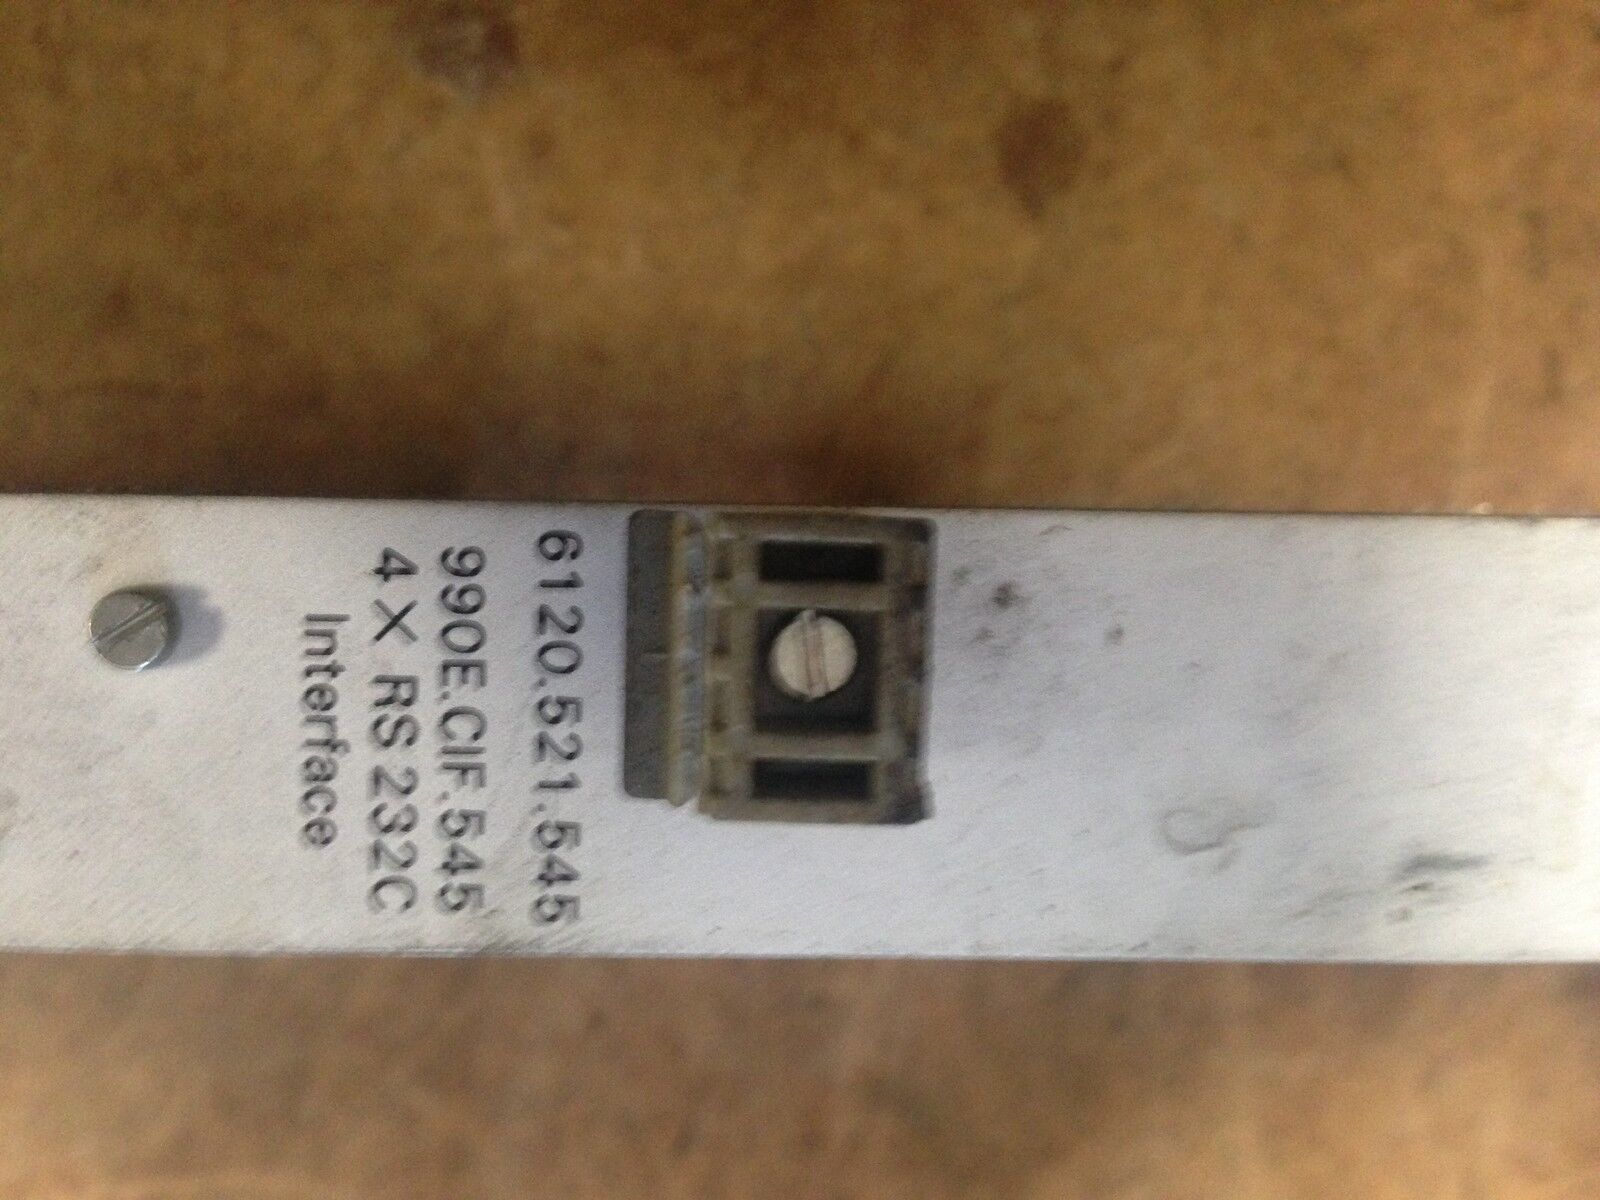 6120.521.545
990E.CIF.545
4 X RS 232C
Interface